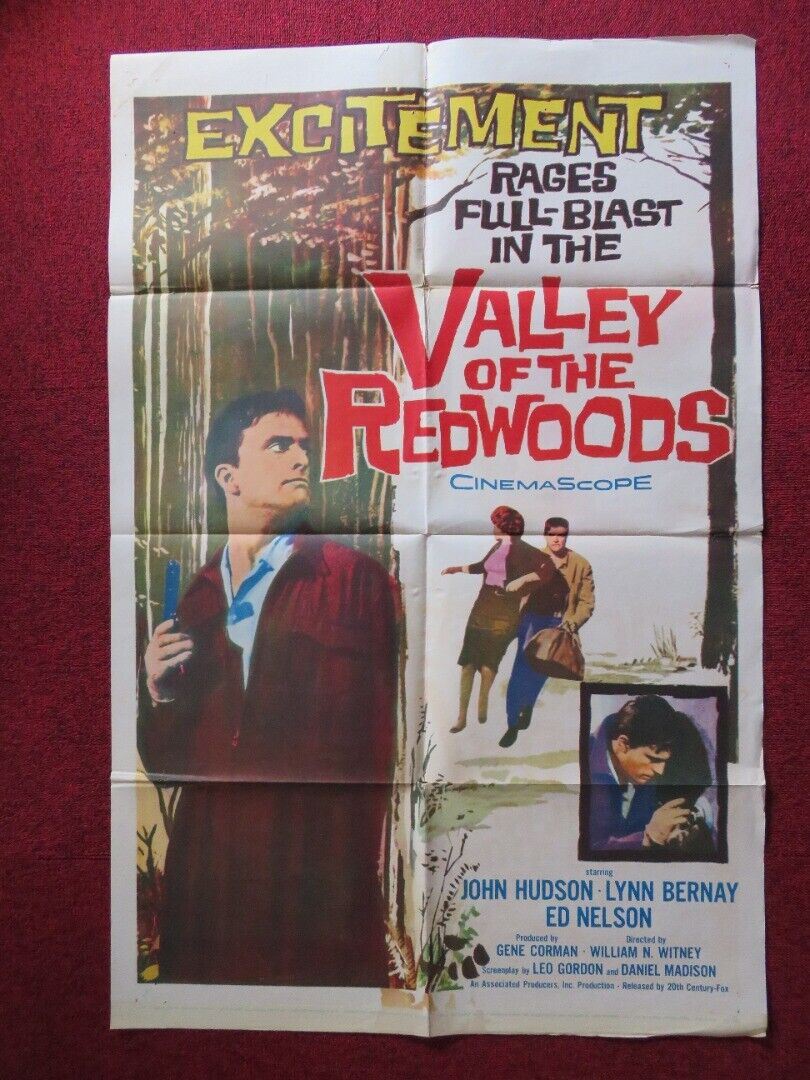 EXCITEMENT
RAGES
FULL-BLAST
IN THE
VALLEY
OF THE
REDWOODS
CINEMASCOPE
starring
JOHN HUDSON · LYNN BERNAY
ED NELSON
Produced by Directed by
GENE CORMAN · WILLIAM N. WITNEY
Screenplay by LEO GORDON and DANIEL MADISON
An Associated Producers, Inc. Production · Released by 20th Century-Fox